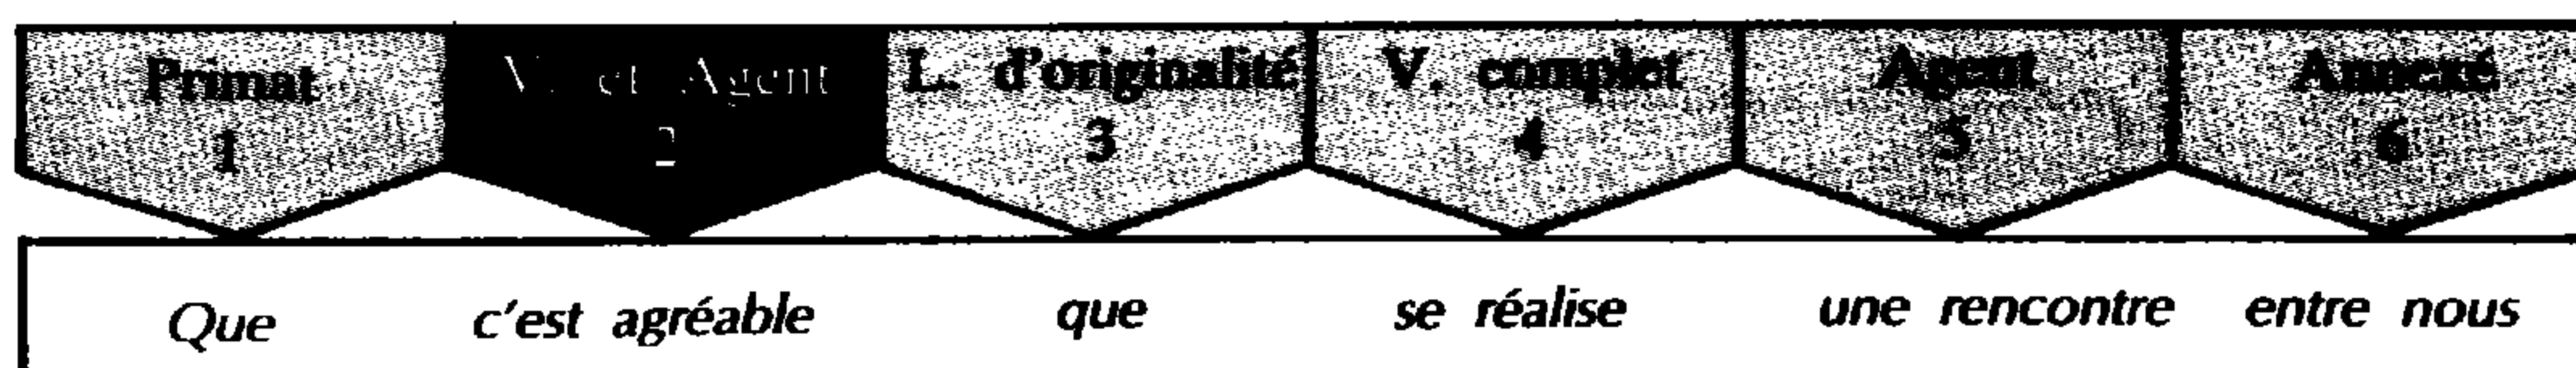 Primat V. et Agent L. d'originalité V. complet Agent Annexé
1 2 3 4 5 6
Que c'est agréable que se réalise une rencontre entre nous